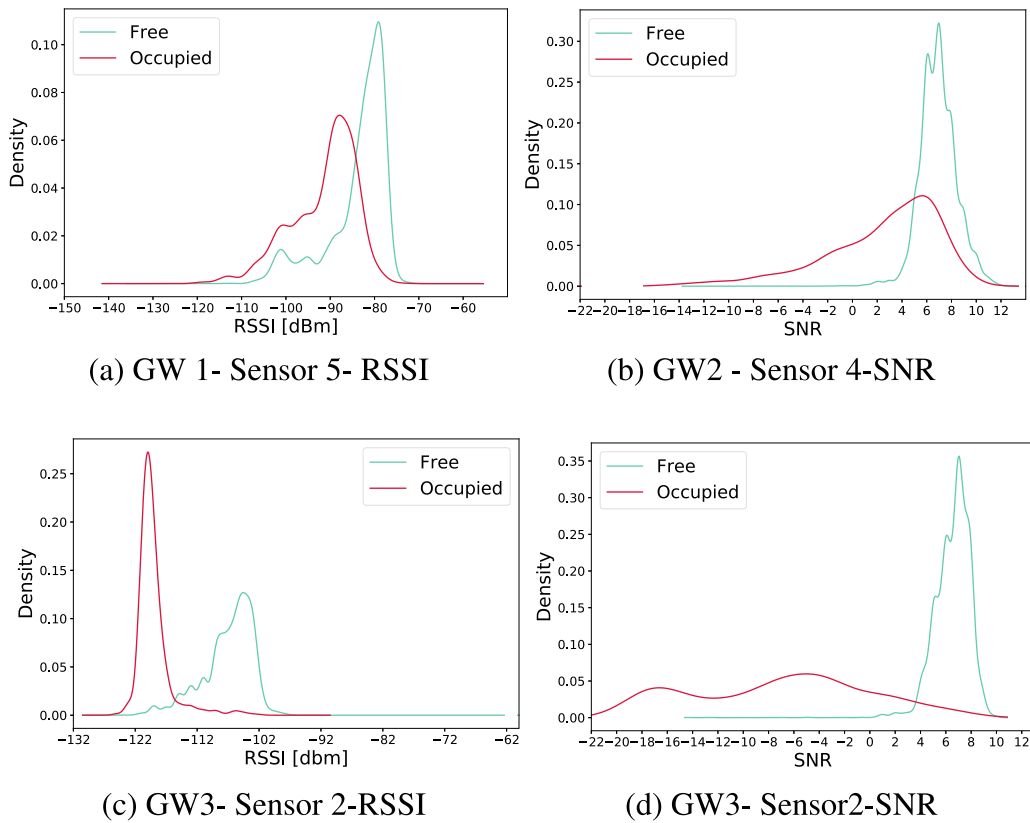 Free
Occupied
0.10
0.08
0.06
0.04
0.02
0.00
Density
−150 −140 −130 −120 −110 −100 −90 −80 −70 −60
RSSI [dBm]
(a) GW 1- Sensor 5- RSSI
Free
Occupied
0.30
0.25
0.20
0.15
0.10
0.05
0.00
Density
−22−20−18−16−14−12−10 −8 −6 −4 −2 0 2 4 6 8 10 12
SNR
(b) GW2 - Sensor 4-SNR
Free
Occupied
0.25
0.20
0.15
0.10
0.05
0.00
Density
−132 −122 −112 −102 −92 −82 −72 −62
RSSI [dbm]
(c) GW3- Sensor 2-RSSI
Free
Occupied
0.35
0.30
0.25
0.20
0.15
0.10
0.05
0.00
Density
−22−20−18−16−14−12−10 −8 −6 −4 −2 0 2 4 6 8 10 12
SNR
(d) GW3- Sensor2-SNR